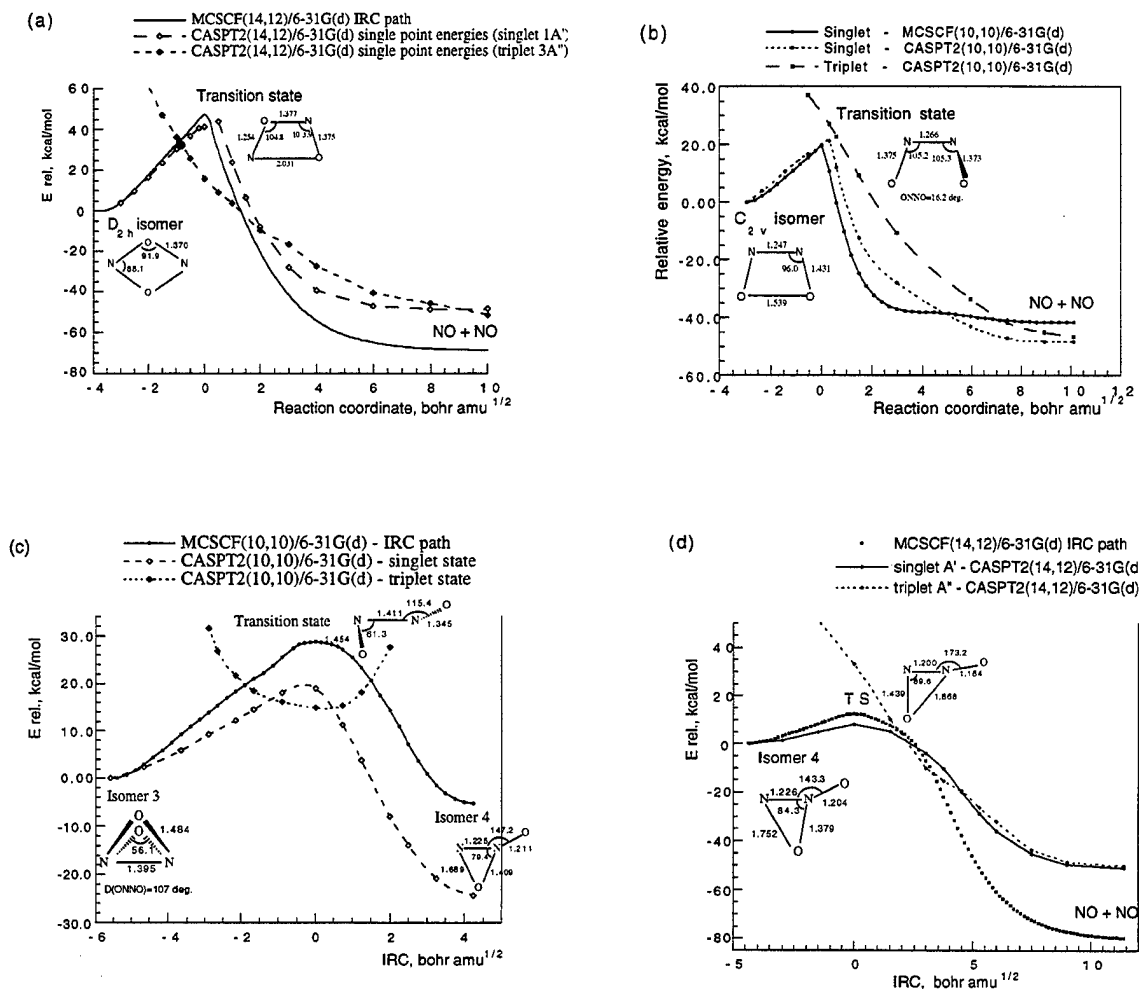 (a)
MCSCF(14,12)/6-31G(d) IRC path
CASPT2(14,12)/6-31G(d) single point energies (singlet 1A')
CASPT2(14,12)/6-31G(d) single point energies (triplet 3A")
E rel, kcal/mol
60
40
20
0
-20
-40
-60
-80
Transition state
1.377
O N
1.254
104.8
1.375
N O
2.031
D2h isomer
O
1.370
91.9
N N
88.1
O
NO + NO
-4 -2 0 2 4 6 8 10
Reaction coordinate, bohr amu1/2
(b)
Singlet - MCSCF(10,10)/6-31G(d)
Singlet - CASPT2(10,10)/6-31G(d)
Triplet - CASPT2(10,10)/6-31G(d)
Relative energy, kcal/mol
40.0
20.0
0.00
-20.0
-40.0
-60.0
Transition state
1.266
N N
1.375
105.2
105.3
1.373
O O
ONNO=16.2 deg.
C2v isomer
1.247
N N
96.0
1.431
O O
1.539
NO + NO
-4 -2 0 2 4 6 8 10 12
Reaction coordinate, bohr amu1/2
(c)
MCSCF(10,10)/6-31G(d) - IRC path
CASPT2(10,10)/6-31G(d) - singlet state
CASPT2(10,10)/6-31G(d) - triplet state
E rel., kcal/mol
30.0
20.0
10.0
0.00
-10.0
-20.0
-30.0
Transition state
115.4
O
1.411
N N
1.345
61.3
1.454
O
Isomer 3
O
O
1.484
56.1
N N
1.395
D(ONNO)=107 deg.
Isomer 4
147.2
O
1.225
N N
1.211
79.4
1.689
1.409
O
-6 -4 -2 0 2 4
IRC, bohr amu1/2
(d)
MCSCF(14,12)/6-31G(d) IRC path
singlet A' - CASPT2(14,12)/6-31G(d
triplet A" - CASPT2(14,12)/6-31G(d
E rel., kcal/mol
40
20
0
-20
-40
-60
-80
173.2
1.200
N N O
89.6
1.164
1.439
1.868
O
TS
Isomer 4
143.3
O
1.226
N N
1.204
84.3
1.752
1.379
O
NO + NO
-5 0 5 10
IRC, bohr amu1/2